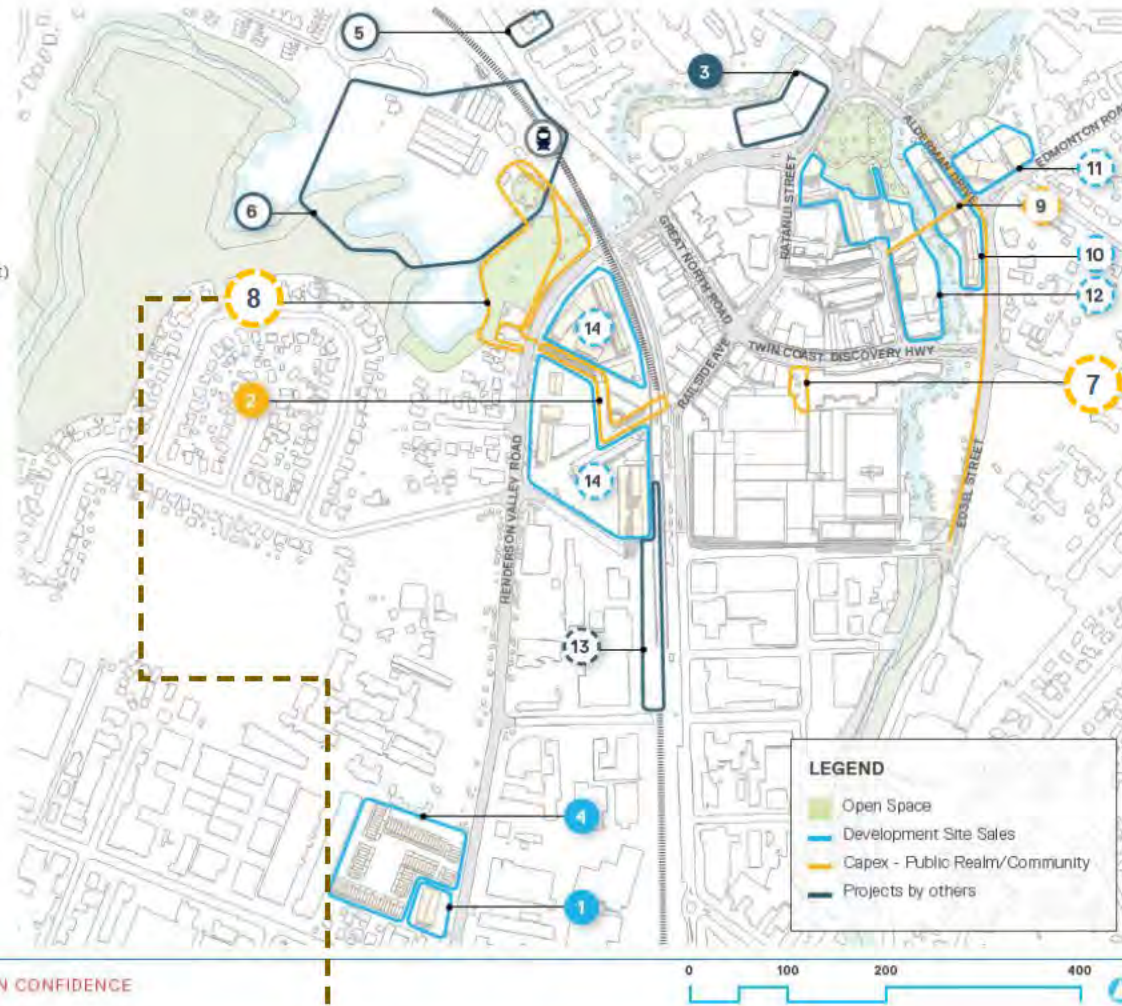 5
3
ALDERMAN DRIVE
EDMONTON ROAD
11
6
RATANUI STREET
9
GREAT NORTH ROAD
10
t)
8
14
12
TWIN COAST DISCOVERY HWY
RAILSIDE AVE
7
2
14
EDSEL STREET
HENDERSON VALLEY ROAD
13
LEGEND
Open Space
Development Site Sales
Capex - Public Realm/Community
Projects by others
4
1
N CONFIDENCE
0 100 200 400